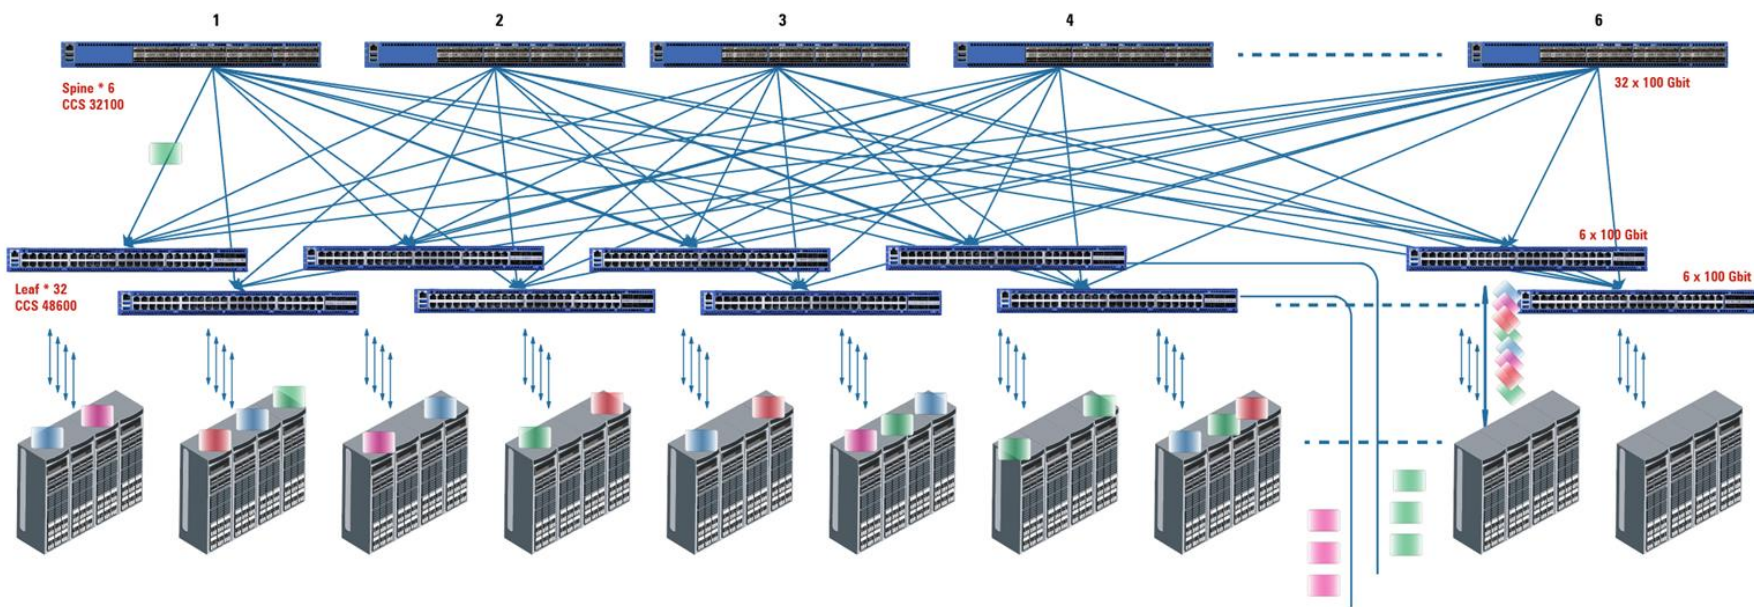 1
2
3
4
6
Spine * 6
CCS 32100
32 x 100 Gbit
6 x 100 Gbit
6 x 100 Gbit
Leaf * 32
CCS 48600